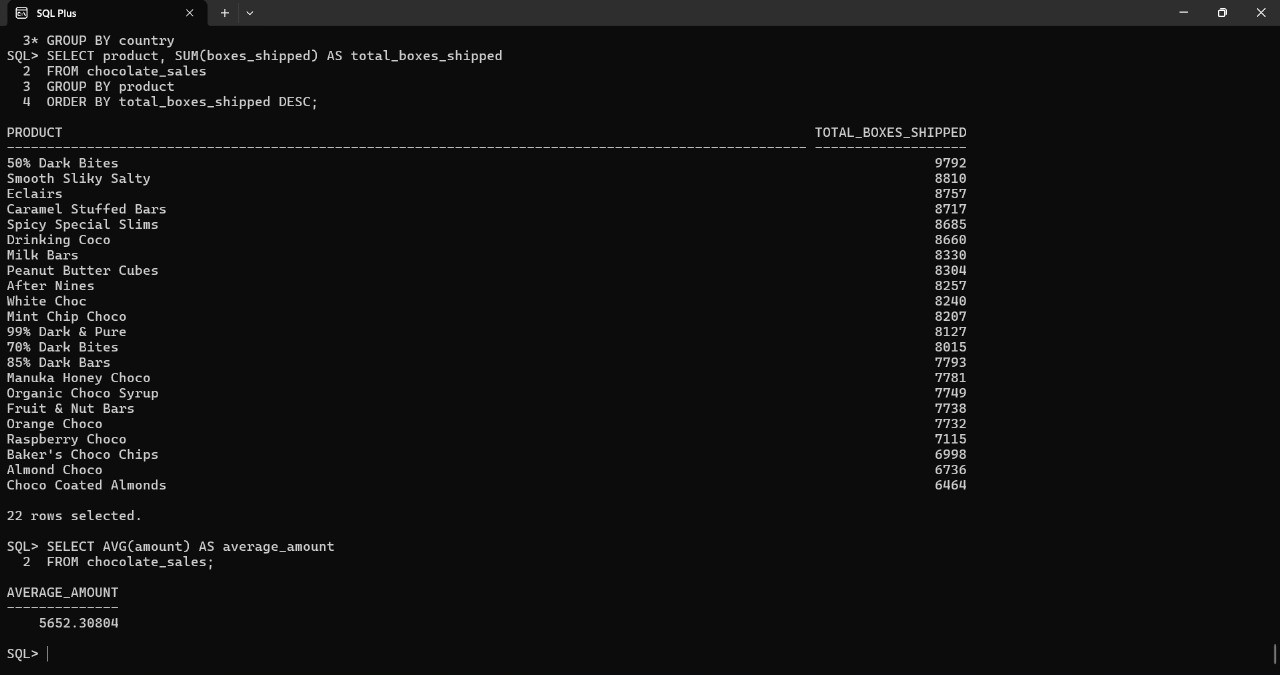 SQL Plus
3* GROUP BY country
SQL> SELECT product, SUM(boxes_shipped) AS total_boxes_shipped
2 FROM chocolate_sales
3 GROUP BY product
4 ORDER BY total_boxes_shipped DESC;
PRODUCT TOTAL_BOXES_SHIPPED
50% Dark Bites 9792
Smooth Sliky Salty 8810
Eclairs 8757
Caramel Stuffed Bars 8717
Spicy Special Slims 8685
Drinking Coco 8660
Milk Bars 8330
Peanut Butter Cubes 8304
After Nines 8257
White Choc 8240
Mint Chip Choco 8207
99% Dark & Pure 8127
70% Dark Bites 8015
85% Dark Bars 7793
Manuka Honey Choco 7781
Organic Choco Syrup 7749
Fruit & Nut Bars 7738
Orange Choco 7732
Raspberry Choco 7115
Baker's Choco Chips 6998
Almond Choco 6736
Choco Coated Almonds 6464
22 rows selected.
SQL> SELECT AVG(amount) AS average_amount
2 FROM chocolate_sales;
AVERAGE_AMOUNT
5652.30804
SQL>